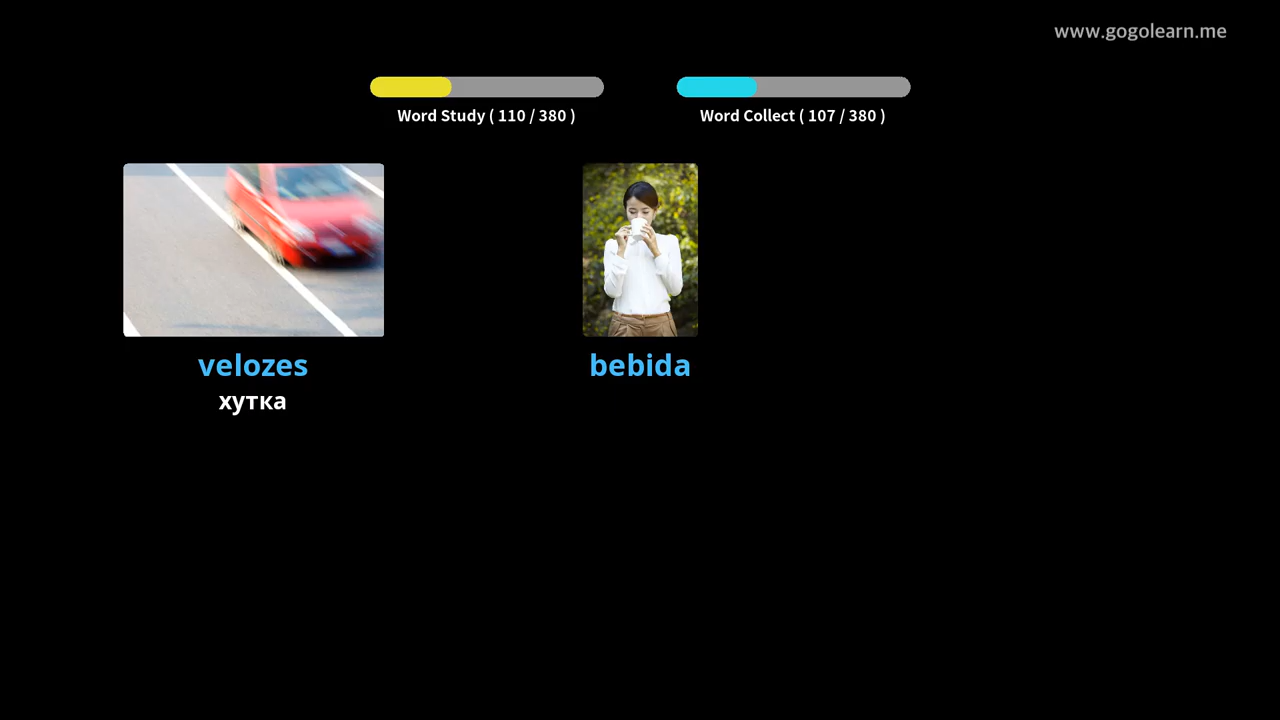 www.gogolearn.me
Word Study ( 110 / 380 )
Word Collect ( 107 / 380 )
velozes
хутка
bebida